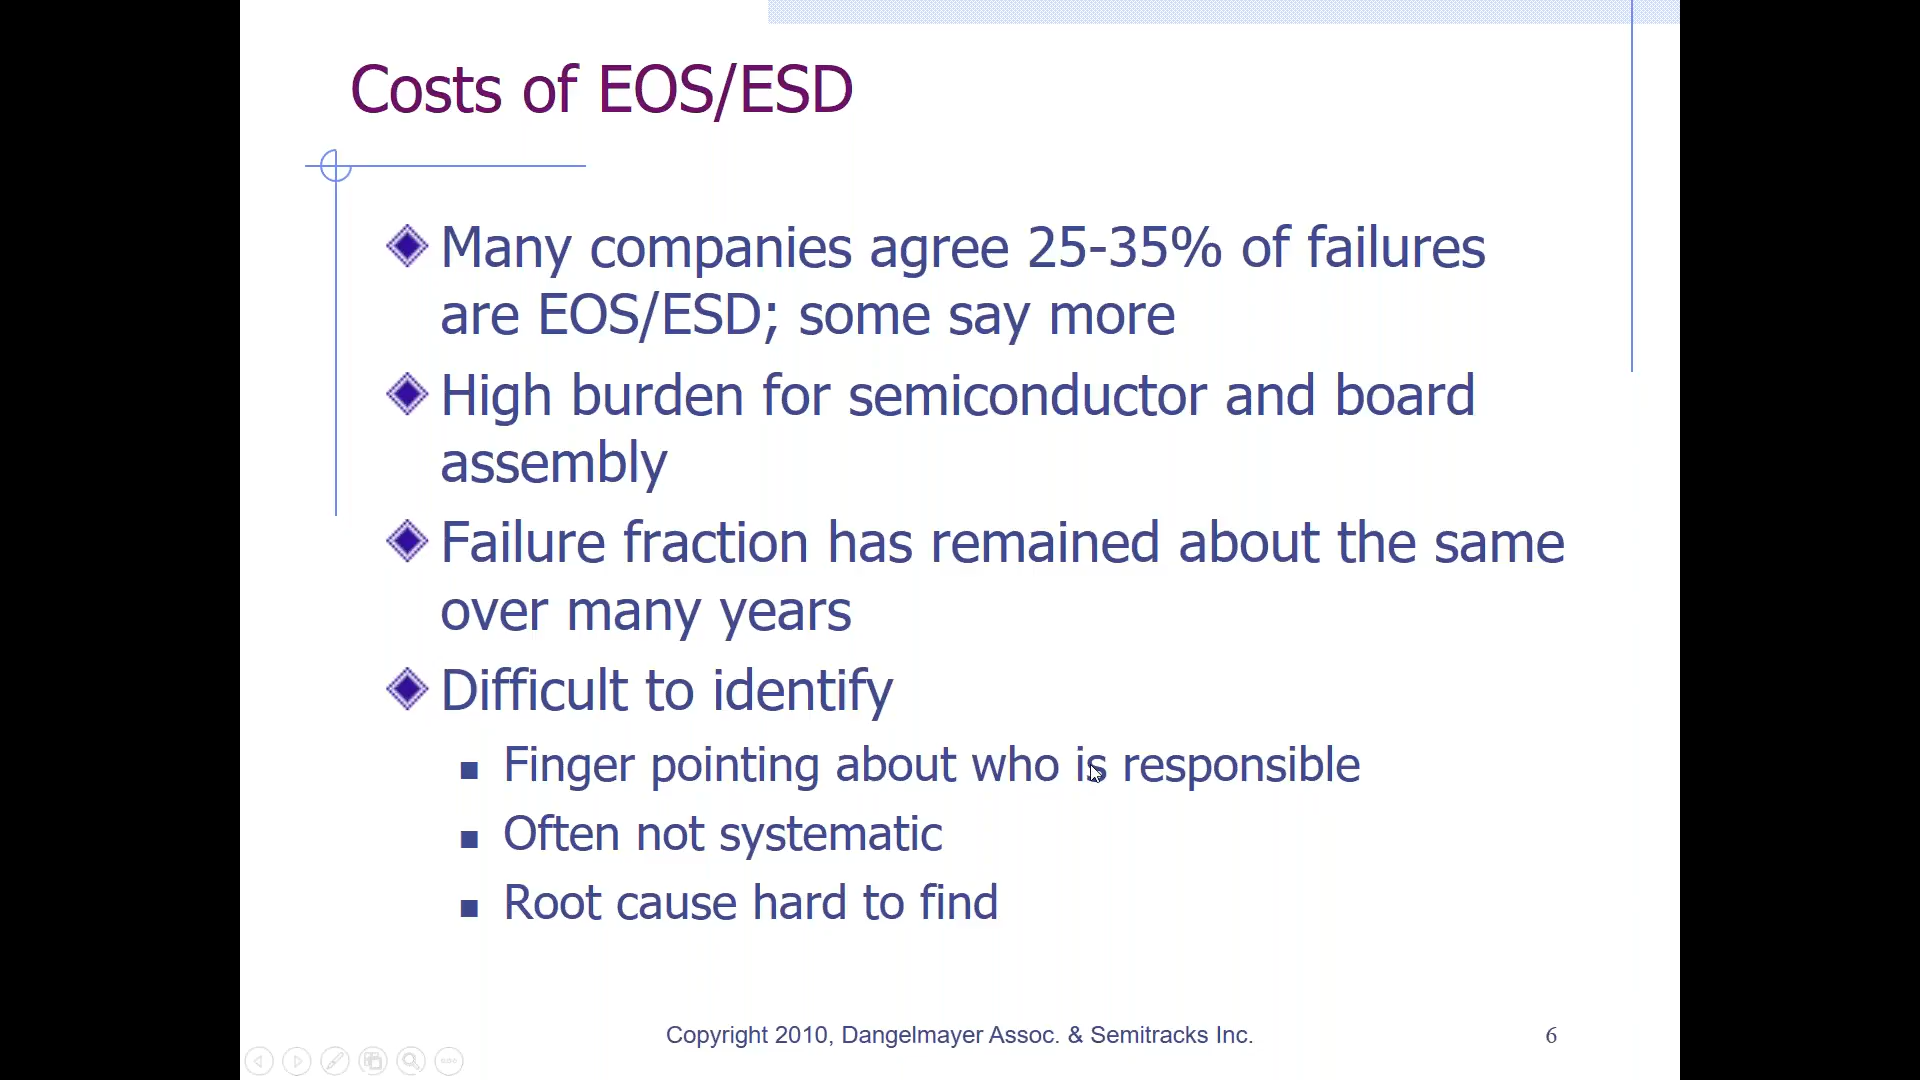 Costs of EOS/ESD
Many companies agree 25-35% of failures
are EOS/ESD; some say more
High burden for semiconductor and board
assembly
Failure fraction has remained about the same
over many years
Difficult to identify
Finger pointing about who is responsible
Often not systematic
Root cause hard to find
Copyright 2010, Dangelmayer Assoc. & Semitracks Inc.
6